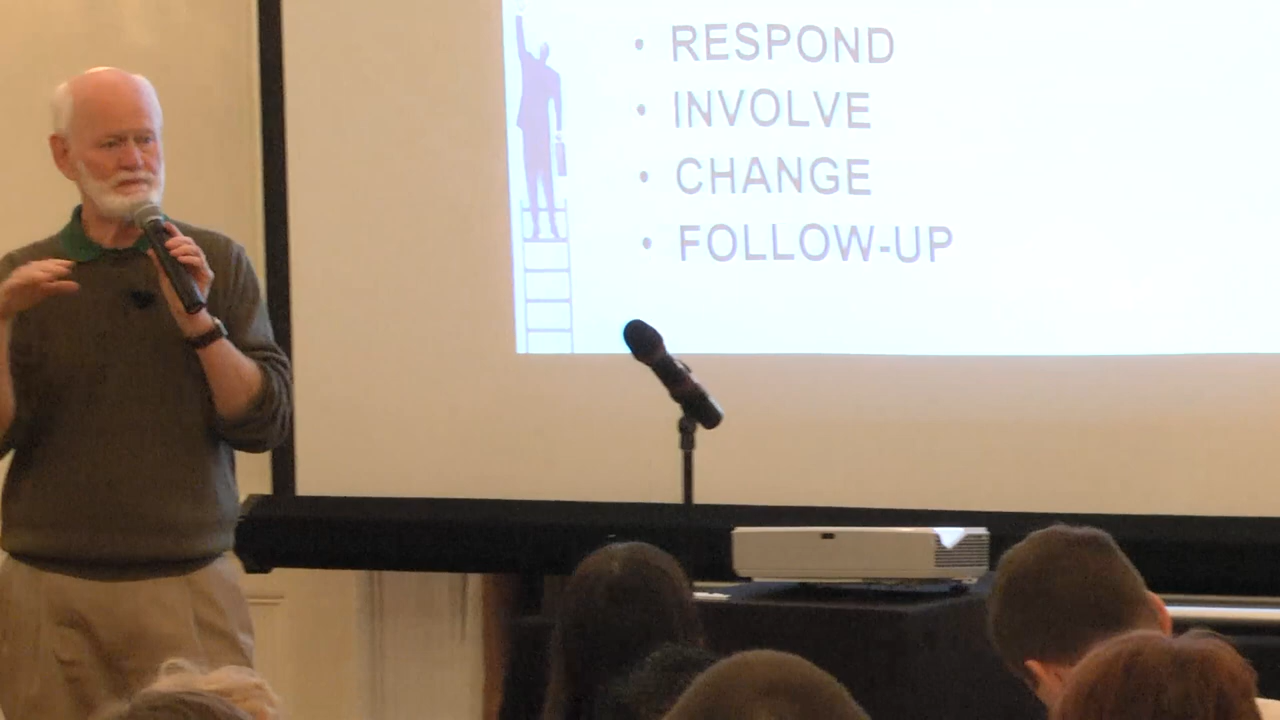 • RESPOND
• INVOLVE
• CHANGE
• FOLLOW-UP